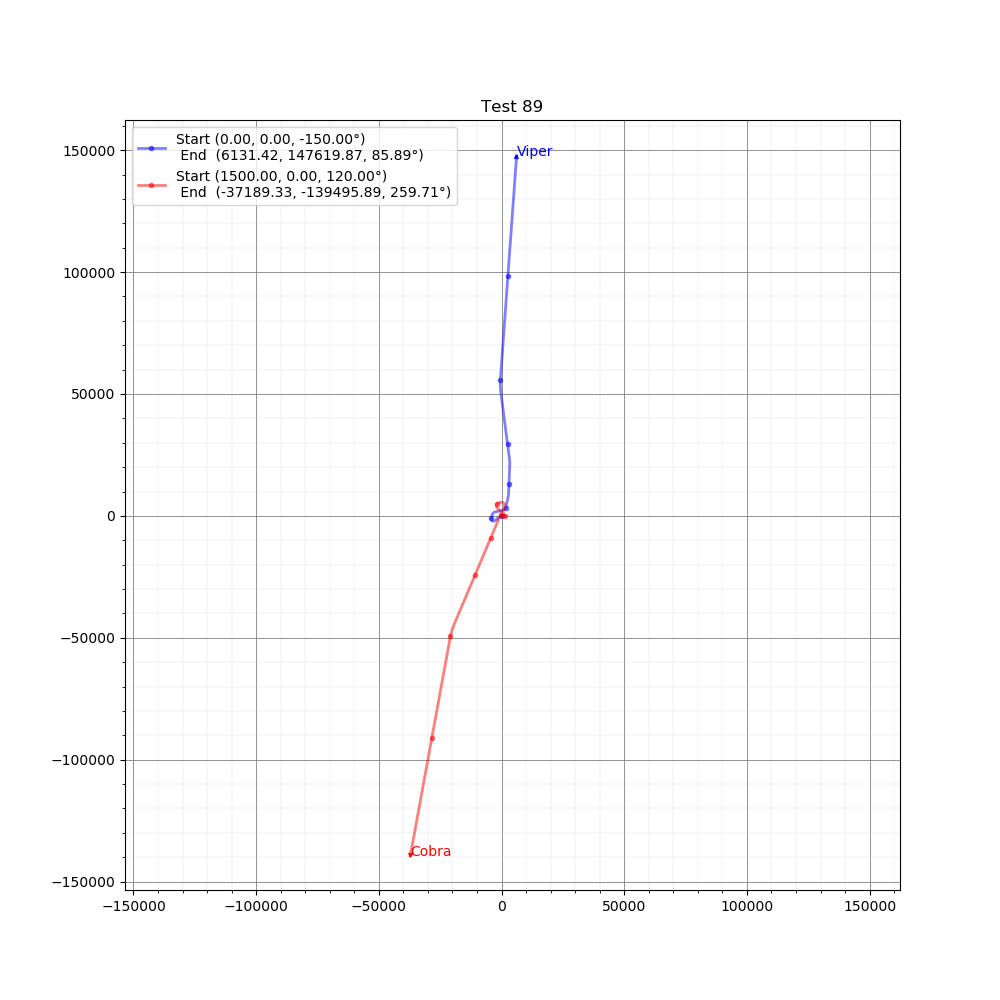 Test 89
Start (0.00, 0.00, -150.00°)
End  (6131.42, 147619.87, 85.89°)
Start (1500.00, 0.00, 120.00°)
End  (-37189.33, -139495.89, 259.71°)
Viper
Cobra
150000
100000
50000
0
−50000
−100000
−150000
−150000 −100000 −50000 0 50000 100000 150000